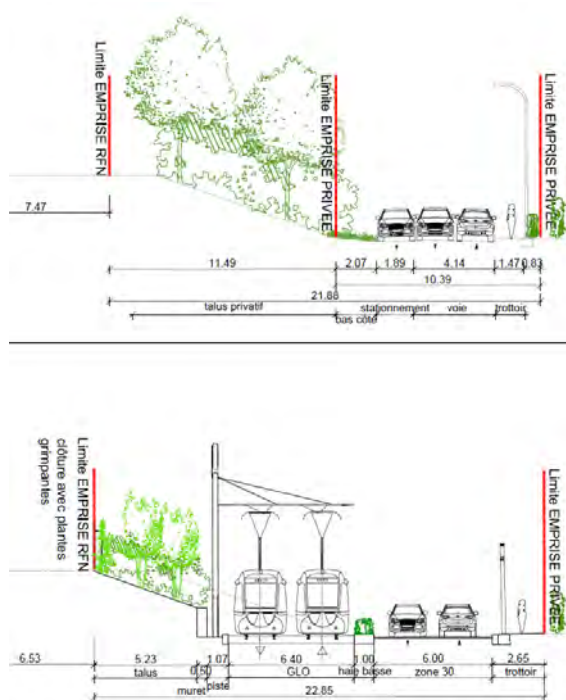 Limite EMPRISE RFN
Limite EMPRISE PRIVEE
Limite EMPRISE PRIVEE
7.47
11.49
2.07
1.89
4.14
1.47
0.83
10.39
21.88
talus privatif
stationnement
voie
trottoir
bas côté
Limite EMPRISE RFN
clôture avec plantes
grimpantes
Limite EMPRISE PRIVEE
6.53
5.23
0.50
1.07
6.40
1.00
6.00
2.65
talus
muret
piste
GLO
haie basse
zone 30
trottoir
22.85